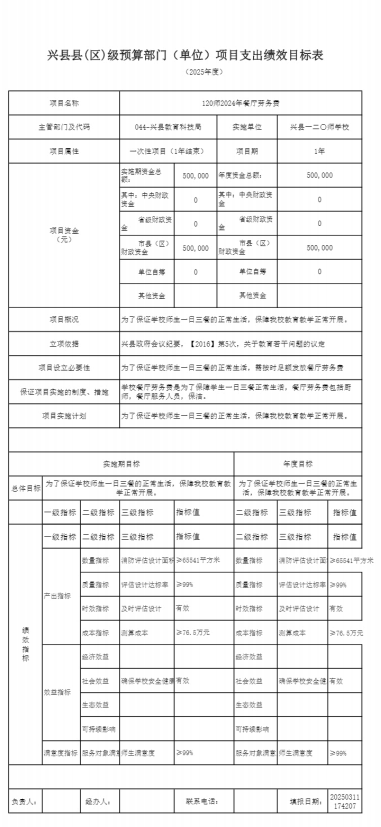 兴县县(区)级预算部门（单位）项目支出绩效目标表
（2025年度）
项目名称 120师2024年餐厅劳务费
主管部门及代码 044-兴县教育科技局 实施单位 兴县一二〇师学校
项目属性 一次性项目（1年结束） 项目期 1年
项目资金
（元）
实施期资金总额： 500,000 年度资金总额： 500,000
其中：中央财政资金 0 其中：中央财政资金 0
省级财政资金 0 省级财政资金 0
市县（区）财政资金 500,000 市县（区）财政资金 500,000
单位自筹 0 单位自筹 0
其他资金 其他资金
项目概况 为了保证学校师生一日三餐的正常生活，保障我校教育教学正常开展。
立项依据 兴县政府会议纪要，【2016】第5次，关于教育若干问题的议定
项目设立必要性 为了保证学校师生一日三餐的正常生活，需按时足额发放餐厅劳务费
保证项目实施的制度、措施 学校餐厅劳务费是为了保障学生一日三餐正常生活，餐厅劳务费包括厨
师，餐厅服务人员，保洁。
项目实施计划 为了保证学校师生一日三餐的正常生活，保障我校教育教学正常开展。
实施期目标 年度目标
总体目标 为了保证学校师生一日三餐的正常生活，保障我校教育教学正常开展。 为了保证学校师生一日三餐的正常生活，保障我校教育教学正常开展。
绩效指标
一级指标 二级指标 三级指标 指标值 二级指标 三级指标 指标值
一级指标 二级指标 三级指标 指标值 二级指标 三级指标 指标值
产出指标
数量指标 消防评估设计面积 ≥65541平方米 数量指标 消防评估设计面 ≥65541平方米
质量指标 评估设计达标率 ≥99% 质量指标 评估设计达标率 ≥99%
时效指标 及时评估设计 有效 时效指标 及时评估设计 有效
成本指标 测算成本 ≥76.5万元 成本指标 测算成本 ≥76.5万元
效益指标
经济效益 经济效益
社会效益 确保学校安全健康 有效 社会效益 确保学校安全健 有效
生态效益 生态效益
可持续影响 可持续影响
满意度指标 服务对象满意 师生满意度 ≥99% 服务对象满意 师生满意度 ≥99%
负责人： 经办人： 联系电话： 填报日期： 20250311
174207